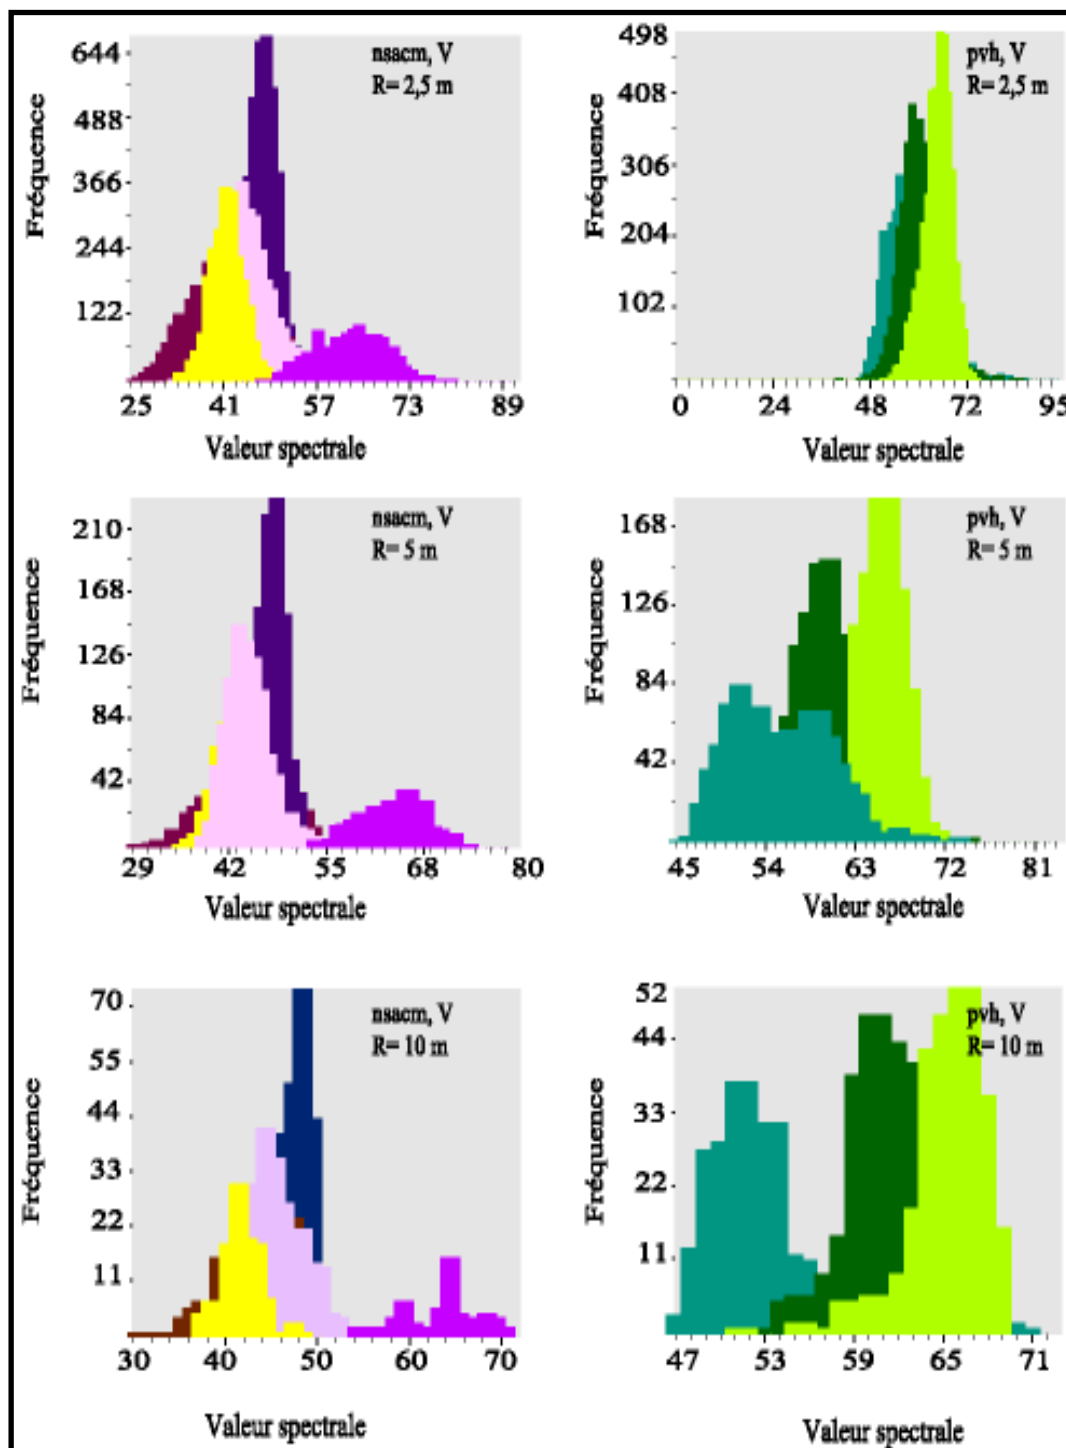 nsacm, V
R= 2,5 m
Fréquence
644
488
366
244
122
25 41 57 73 89
Valeur spectrale
pvh, V
R= 2,5 m
Fréquence
498
408
306
204
102
0 24 48 72 95
Valeur spectrale
nsacm, V
R= 5 m
Fréquence
210
168
126
84
42
29 42 55 68 80
Valeur spectrale
pvh, V
R= 5 m
Fréquence
168
126
84
42
45 54 63 72 81
Valeur spectrale
nsacm, V
R= 10 m
Fréquence
70
55
44
33
22
11
30 40 50 60 70
Valeur spectrale
pvh, V
R= 10 m
Fréquence
52
44
33
22
11
47 53 59 65 71
Valeur spectrale